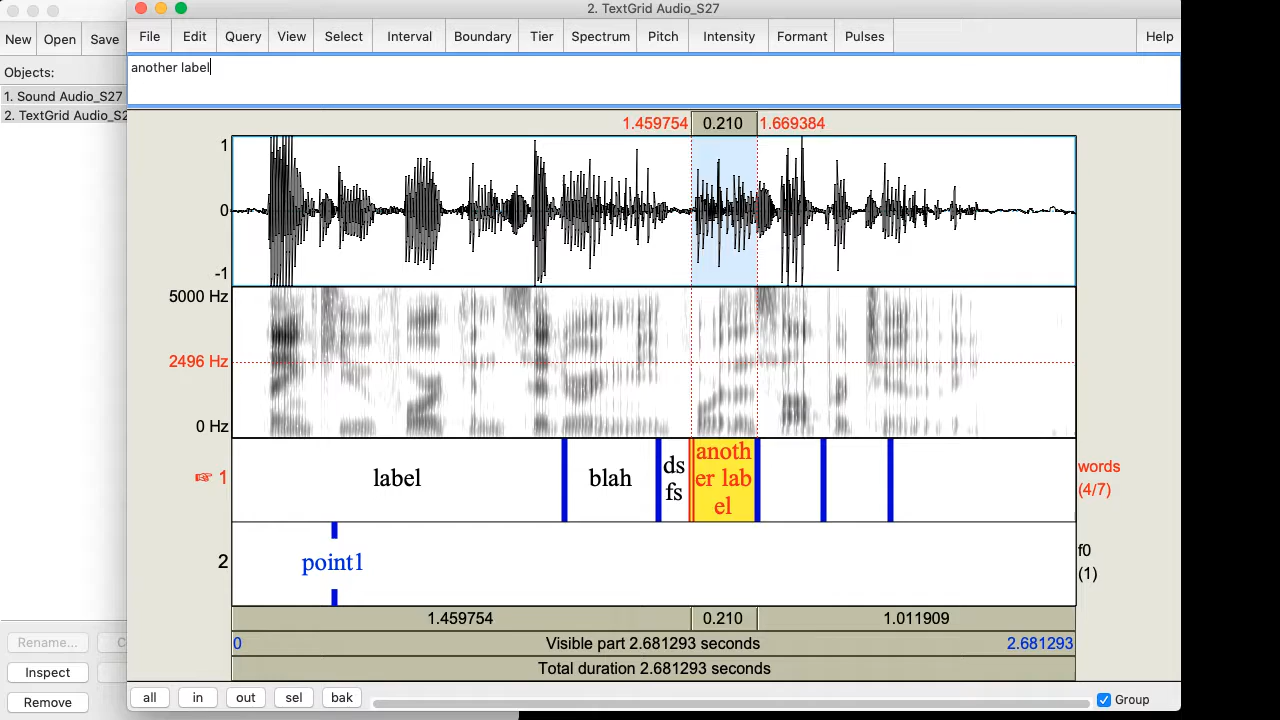 2. TextGrid Audio_S27
New Open Save
File Edit Query View Select Interval Boundary Tier Spectrum Pitch Intensity Formant Pulses Help
Objects:
another label
1. Sound Audio_S27
2. TextGrid Audio_S2
1.459754 0.210 1.669384
1
0
-1
5000 Hz
2496 Hz
0 Hz
☞ 1
label
blah
ds
fs
anoth
er lab
el
words
(4/7)
2
point1
f0
(1)
1.459754 0.210 1.011909
0 Visible part 2.681293 seconds 2.681293
Total duration 2.681293 seconds
Rename... C
Inspect
Remove
all in out sel bak
Group